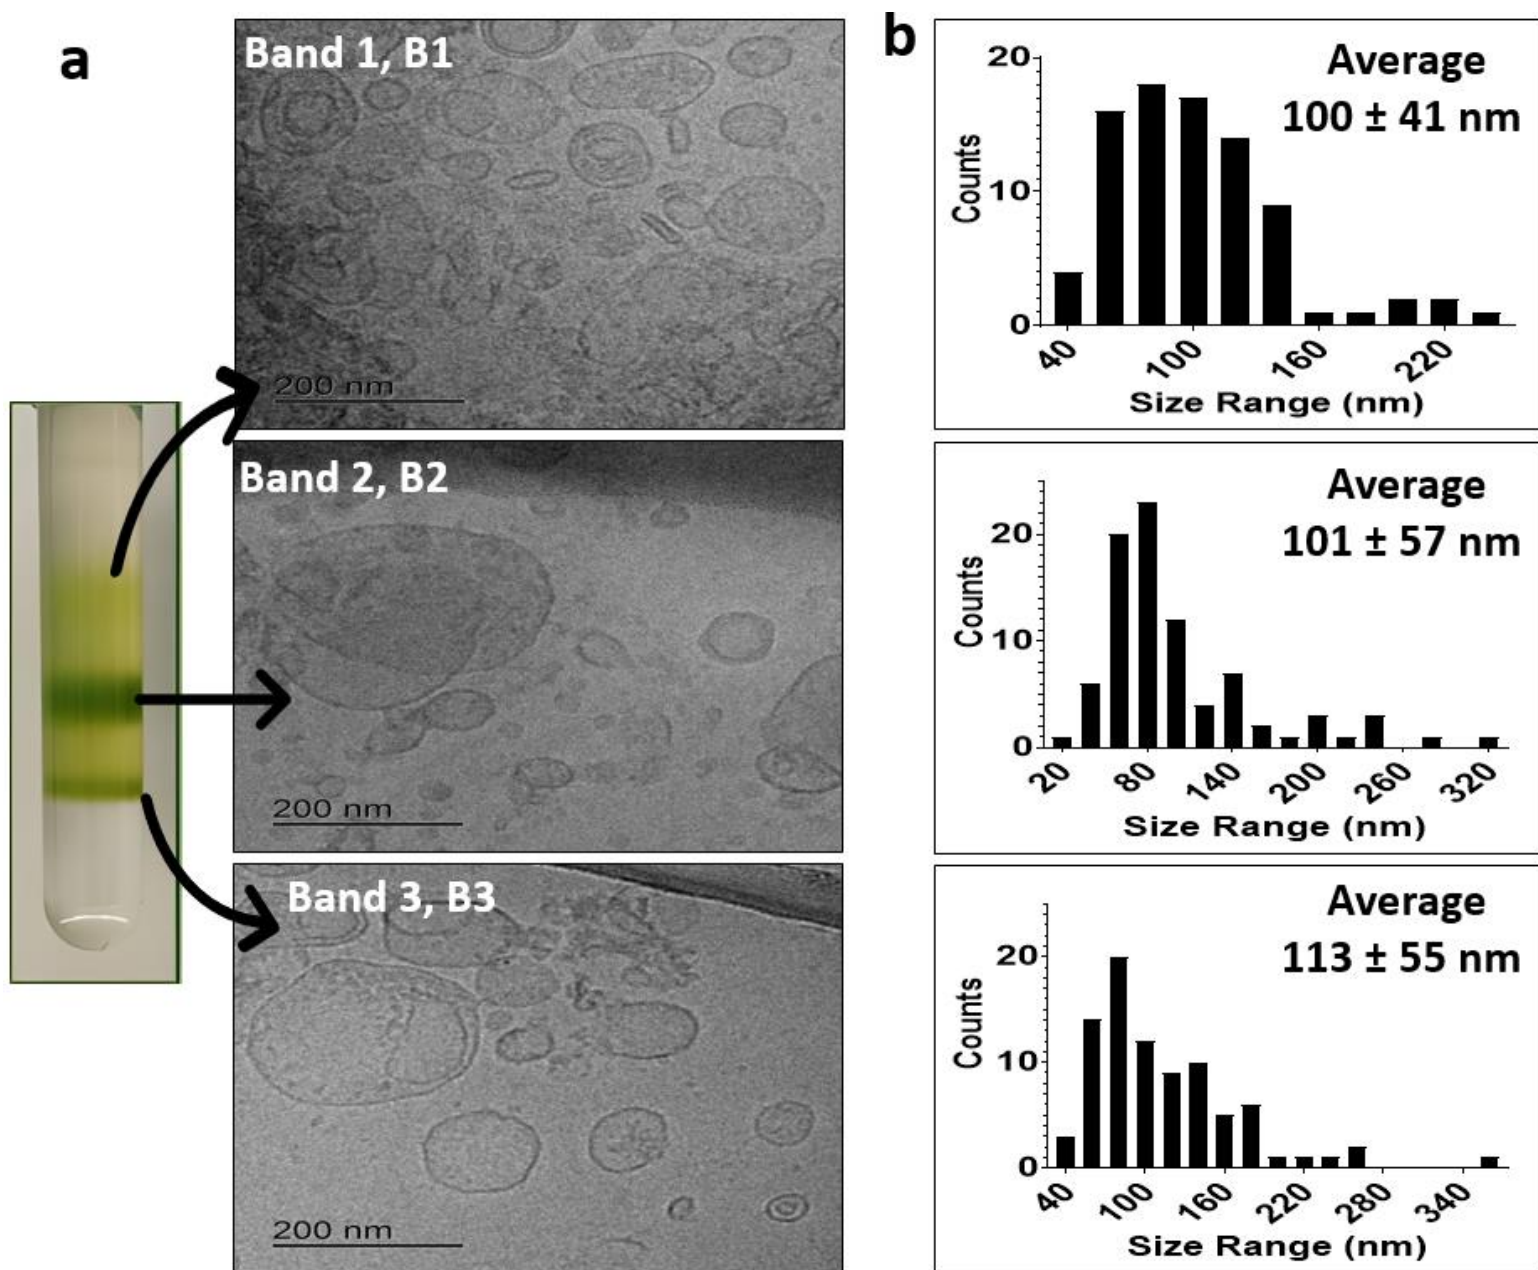 a
Band 1, B1
200 nm
Band 2, B2
200 nm
Band 3, B3
200 nm
b
Average
100 ± 41 nm
20
10
0
Counts
40 100 160 220
Size Range (nm)
Average
101 ± 57 nm
20
10
0
Counts
20 80 140 200 260 320
Size Range (nm)
Average
113 ± 55 nm
20
10
0
Counts
40 100 160 220 280 340
Size Range (nm)